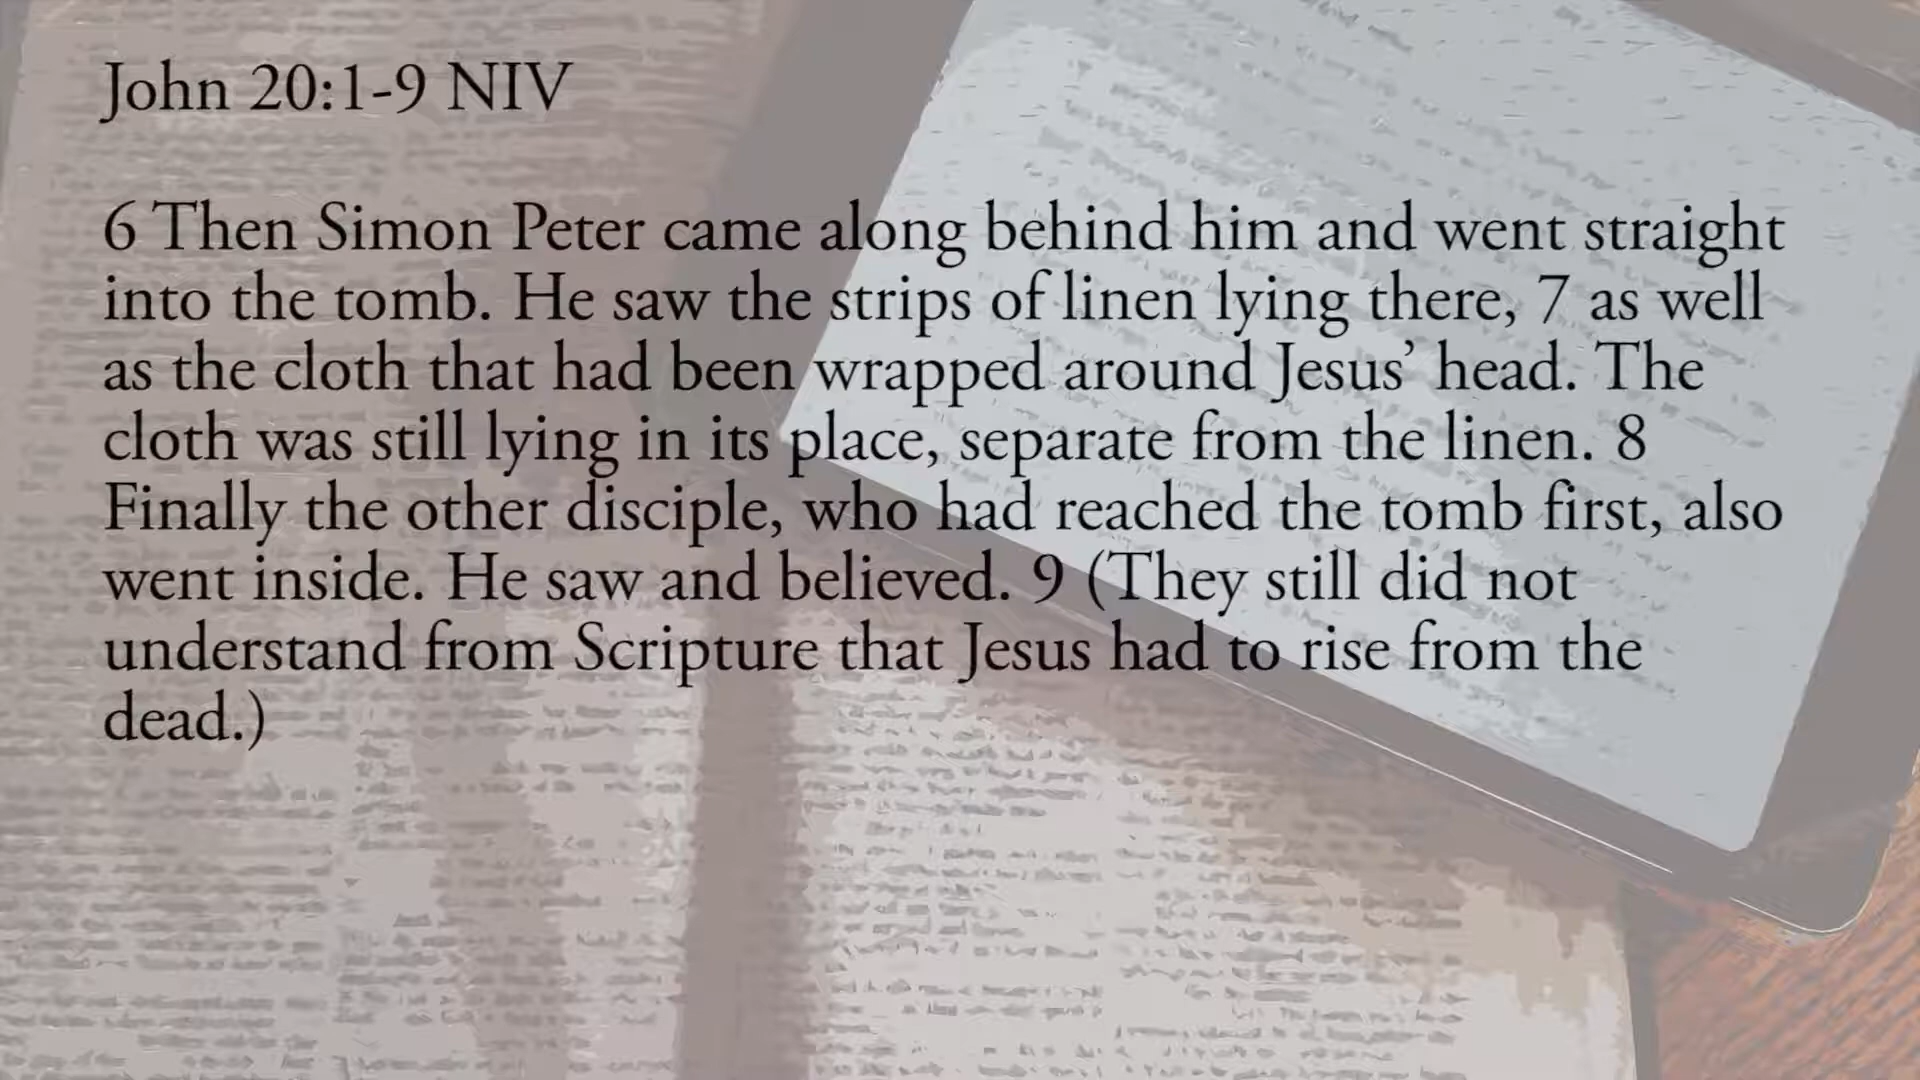 John 20:1-9 NIV
6 Then Simon Peter came along behind him and went straight
into the tomb. He saw the strips of linen lying there, 7 as well
as the cloth that had been wrapped around Jesus’ head. The
cloth was still lying in its place, separate from the linen. 8
Finally the other disciple, who had reached the tomb first, also
went inside. He saw and believed. 9 (They still did not
understand from Scripture that Jesus had to rise from the
dead.)